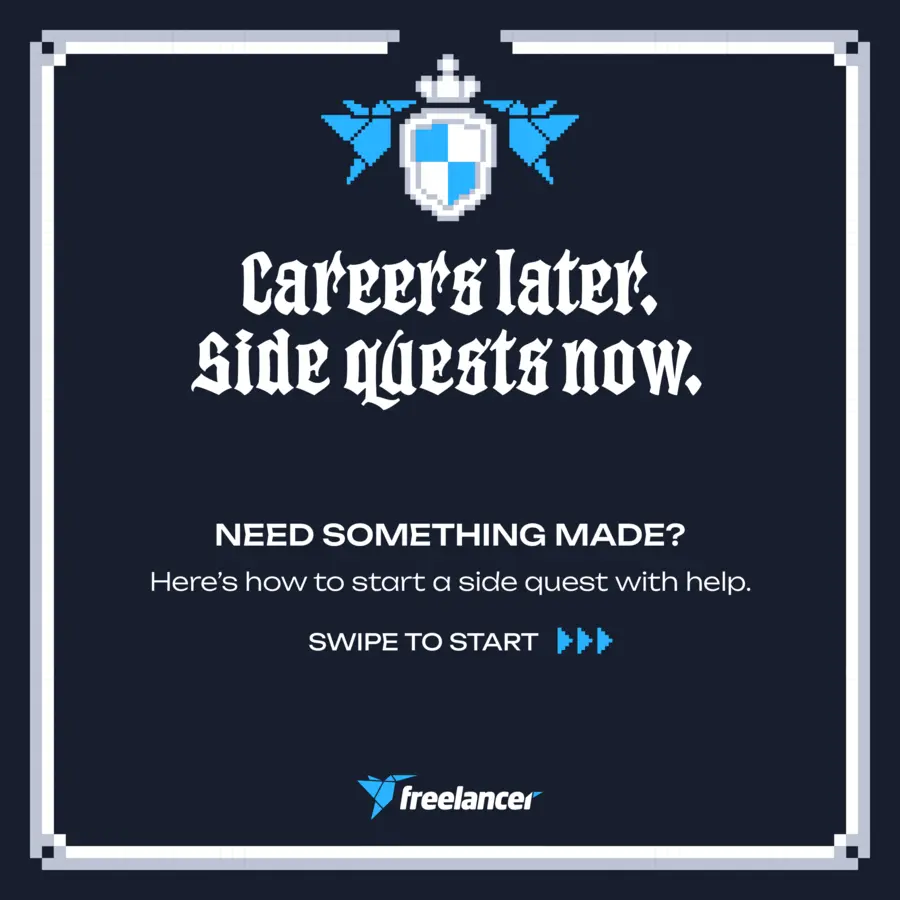 Careers later.
Side quests now.
NEED SOMETHING MADE?
Here's how to start a side quest with help.
SWIPE TO START
freelancer